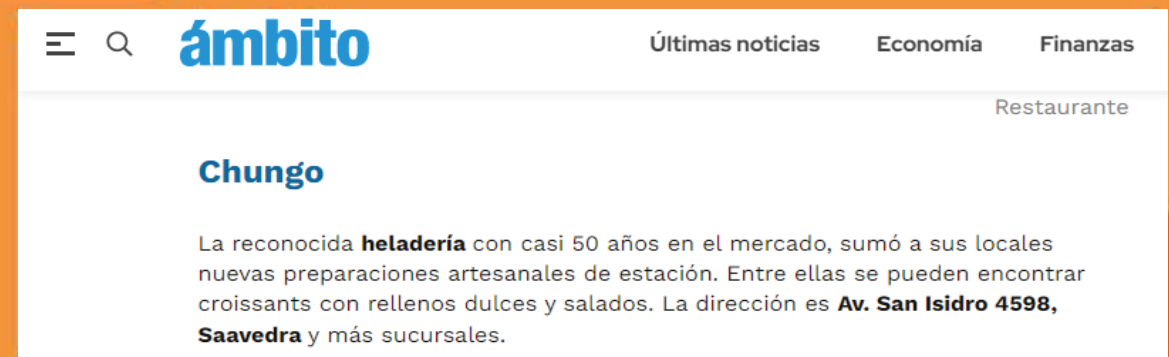 ámbito Últimas noticias Economía Finanzas
Restaurante
Chungo
La reconocida heladería con casi 50 años en el mercado, sumó a sus locales
nuevas preparaciones artesanales de estación. Entre ellas se pueden encontrar
croissants con rellenos dulces y salados. La dirección es Av. San Isidro 4598,
Saavedra y más sucursales.